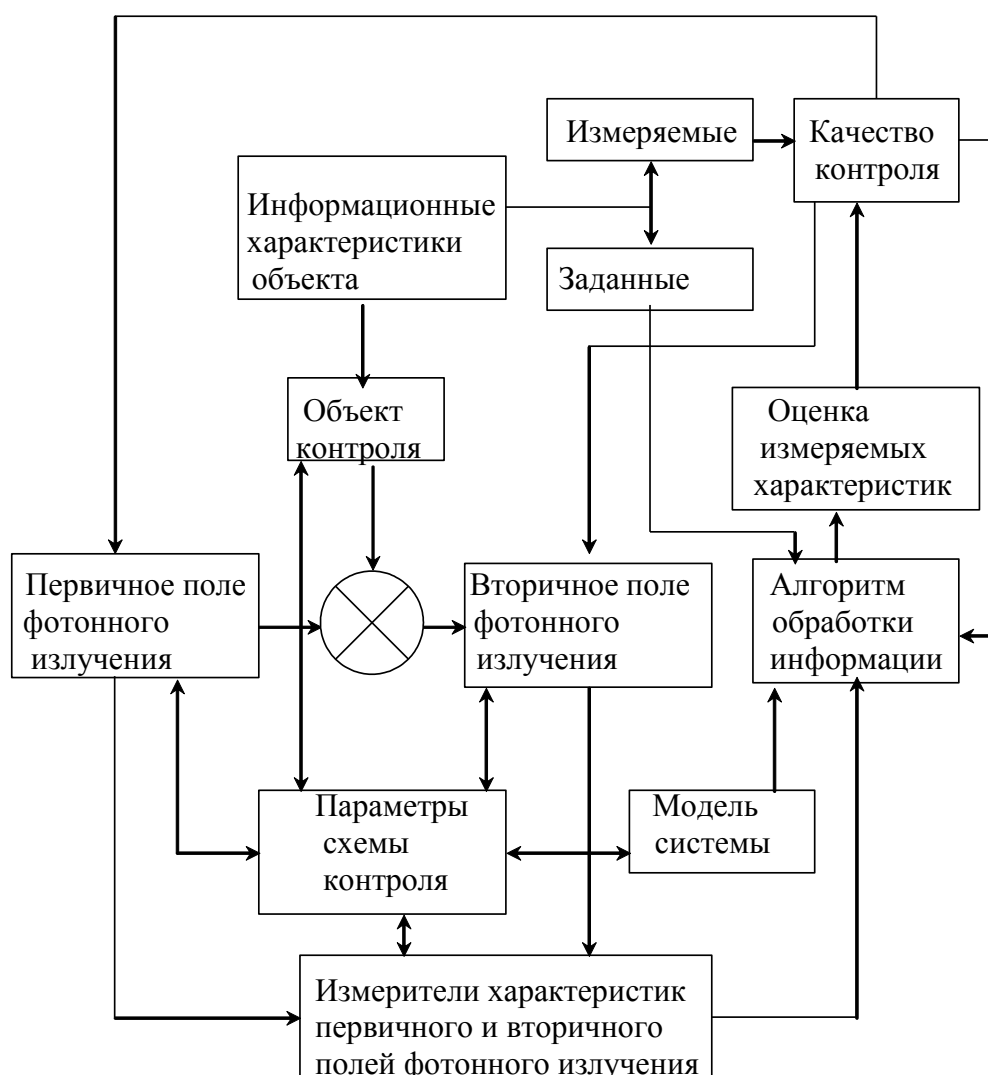 Измеряемые
Качество
контроля
Информационные
характеристики
объекта
Заданные
Объект
контроля
Оценка
измеряемых
характеристик
Первичное поле
фотонного
излучения
Вторичное поле
фотонного
излучения
Алгоритм
обработки
информации
Параметры
схемы
контроля
Модель
системы
Измерители характеристик
первичного и вторичного
полей фотонного излучения